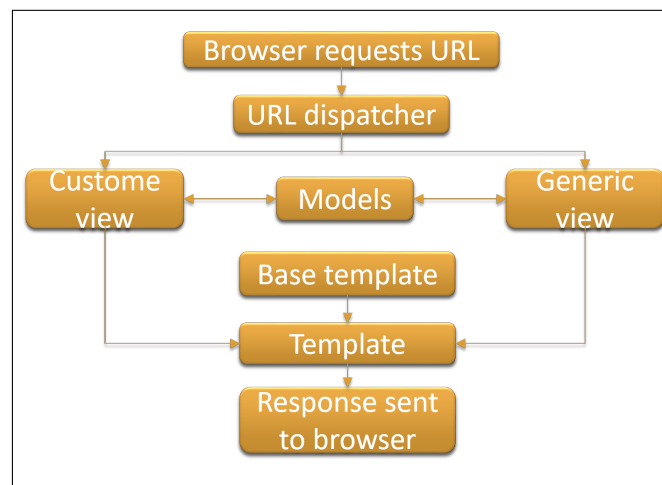 Browser requests URL
URL dispatcher
Custome
view
Models
Generic
view
Base template
Template
Response sent
to browser